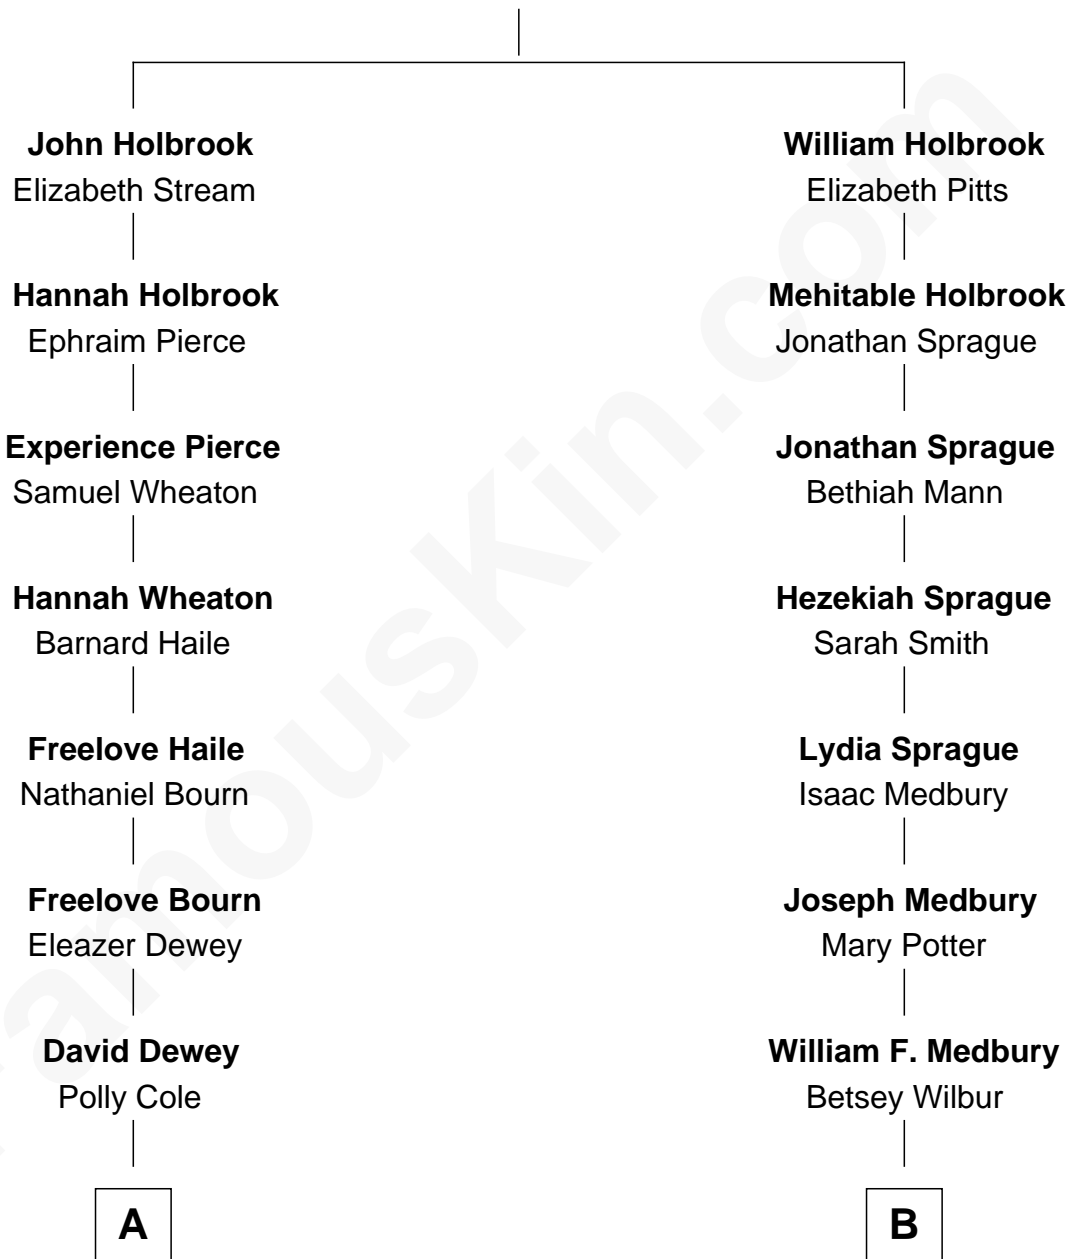 John Holbrook
Elizabeth Stream
Hannah Holbrook
Ephraim Pierce
Experience Pierce
Samuel Wheaton
Hannah Wheaton
Barnard Haile
Freelove Haile
Nathaniel Bourn
Freelove Bourn
Eleazer Dewey
David Dewey
Polly Cole
A
William Holbrook
Elizabeth Pitts
Mehitable Holbrook
Jonathan Sprague
Jonathan Sprague
Bethiah Mann
Hezekiah Sprague
Sarah Smith
Lydia Sprague
Isaac Medbury
Joseph Medbury
Mary Potter
William F. Medbury
Betsey Wilbur
B
FamousKin.com